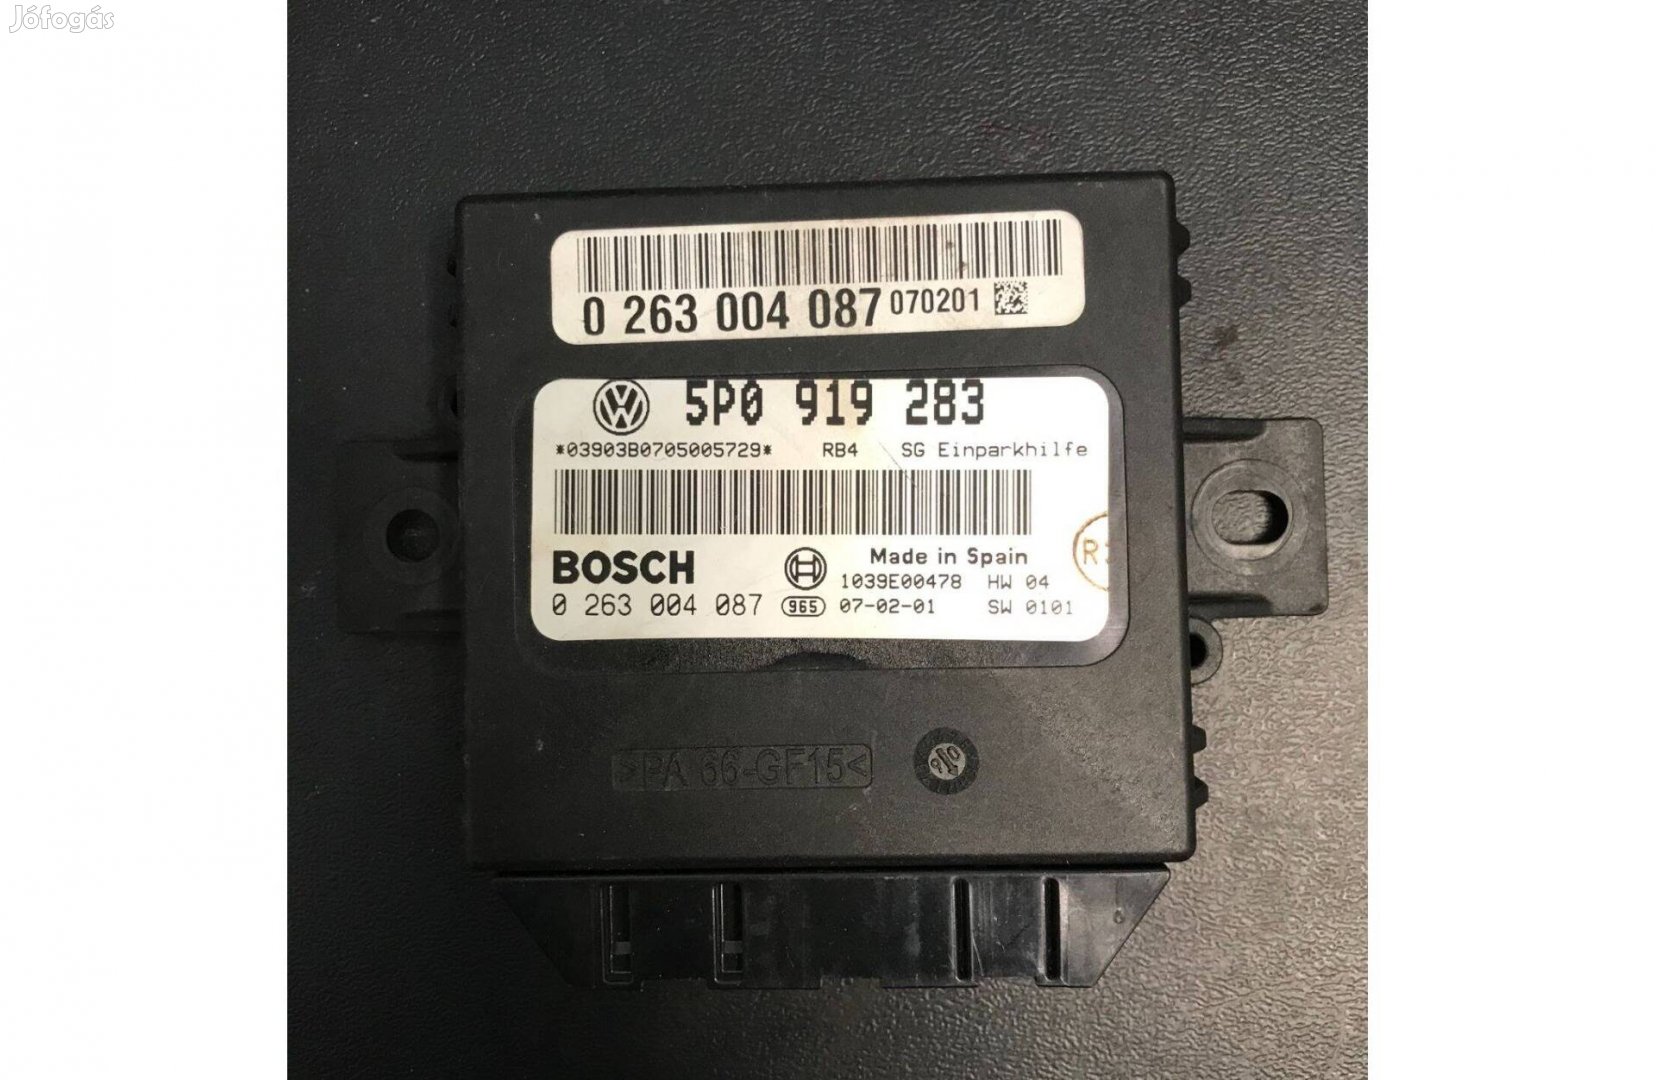 Jófogás
0 263 004 087 070201
5P0 919 283
*03903B0705005729* RB4 SG Einparkhilfe
BOSCH Made in Spain
1039E00478 HW 04
0 263 004 087 965 07-02-01 SW 0101
>PA 66-GF15<